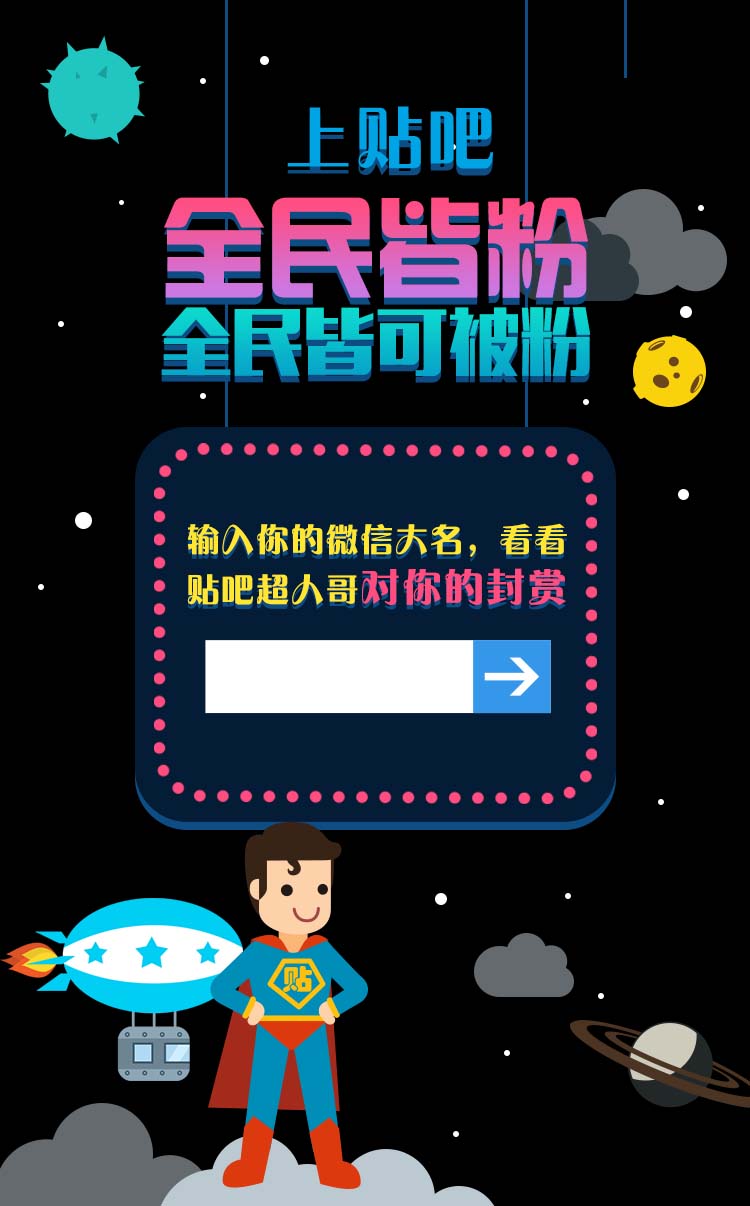 上贴吧
全民皆粉
全民皆可被粉
输入你的微信大名，看看
贴吧超人哥对你的封赏
贴